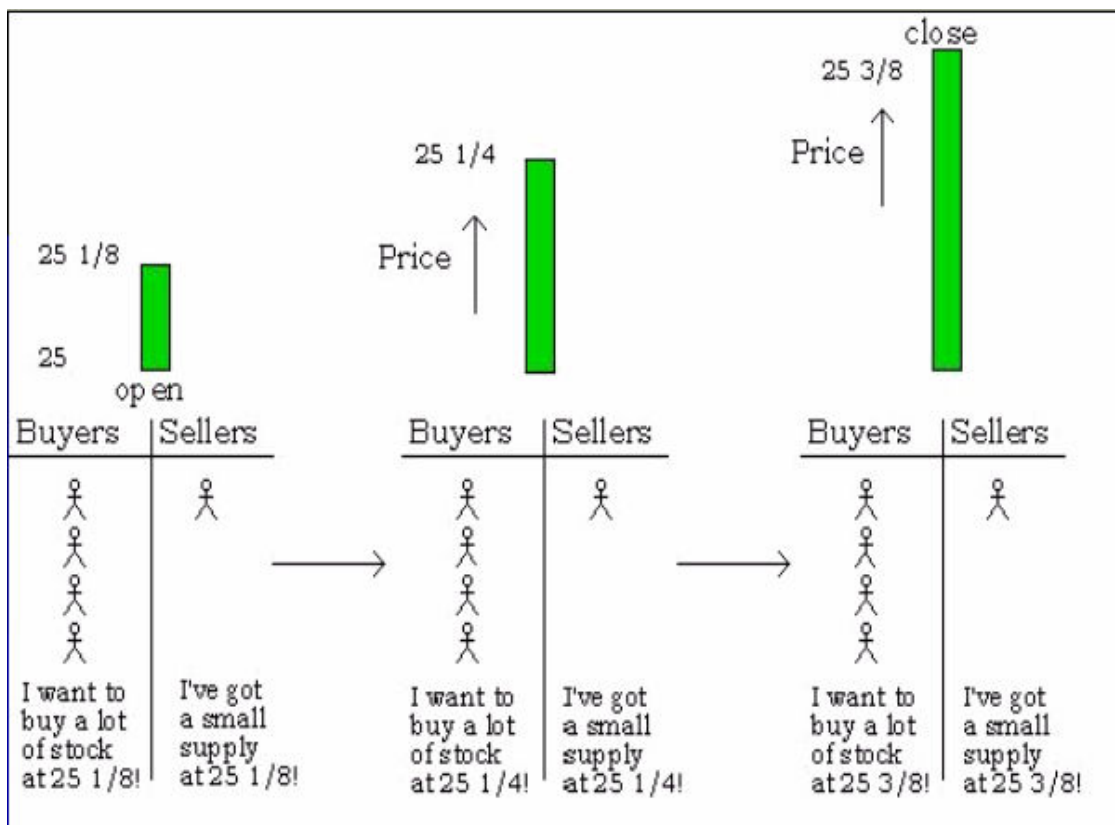 close
25 3/8
Price
25 1/4
Price
25 1/8
25
open
Buyers
Sellers
I want to
buy a lot
of stock
at 25 1/8!
I've got
a small
supply
at 25 1/8!
Buyers
Sellers
I want to
buy a lot
of stock
at 25 1/4!
I've got
a small
supply
at 25 1/4!
Buyers
Sellers
I want to
buy a lot
of stock
at 25 3/8!
I've got
a small
supply
at 25 3/8!